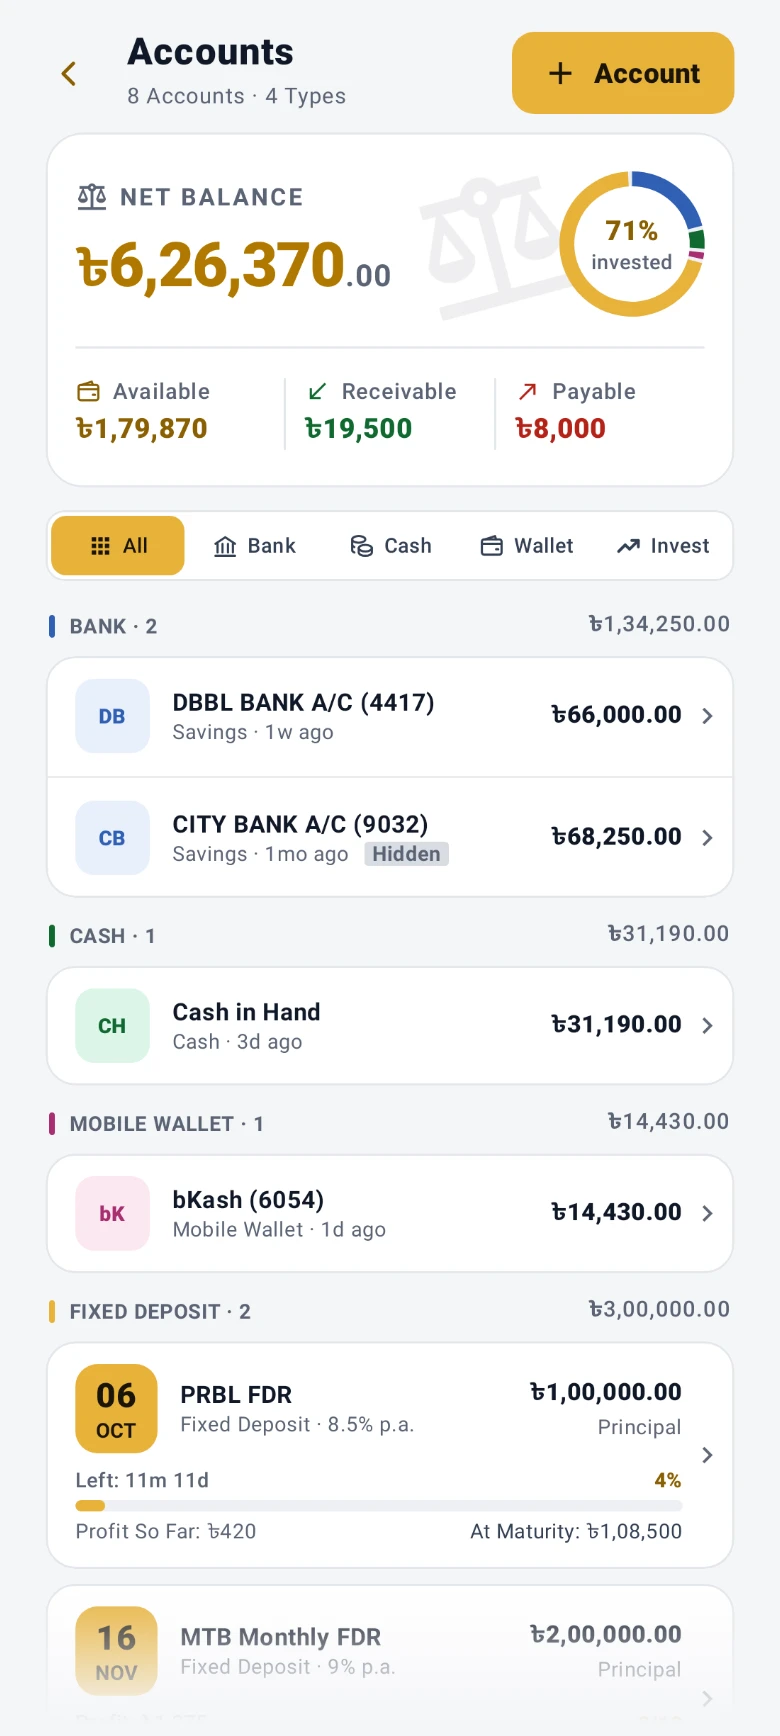 Accounts
8 Accounts · 4 Types
+ Account
NET BALANCE
৳6,26,370.00
71%
invested
Available
৳1,79,870
Receivable
৳19,500
Payable
৳8,000
All
Bank
Cash
Wallet
Invest
BANK · 2
৳1,34,250.00
DB
DBBL BANK A/C (4417)
Savings · 1w ago
৳66,000.00
CB
CITY BANK A/C (9032)
Savings · 1mo ago Hidden
৳68,250.00
CASH · 1
৳31,190.00
CH
Cash in Hand
Cash · 3d ago
৳31,190.00
MOBILE WALLET · 1
৳14,430.00
bK
bKash (6054)
Mobile Wallet · 1d ago
৳14,430.00
FIXED DEPOSIT · 2
৳3,00,000.00
06
OCT
PRBL FDR
Fixed Deposit · 8.5% p.a.
৳1,00,000.00
Principal
Left: 11m 11d
4%
Profit So Far: ৳420
At Maturity: ৳1,08,500
16
NOV
MTB Monthly FDR
Fixed Deposit · 9% p.a.
৳2,00,000.00
Principal